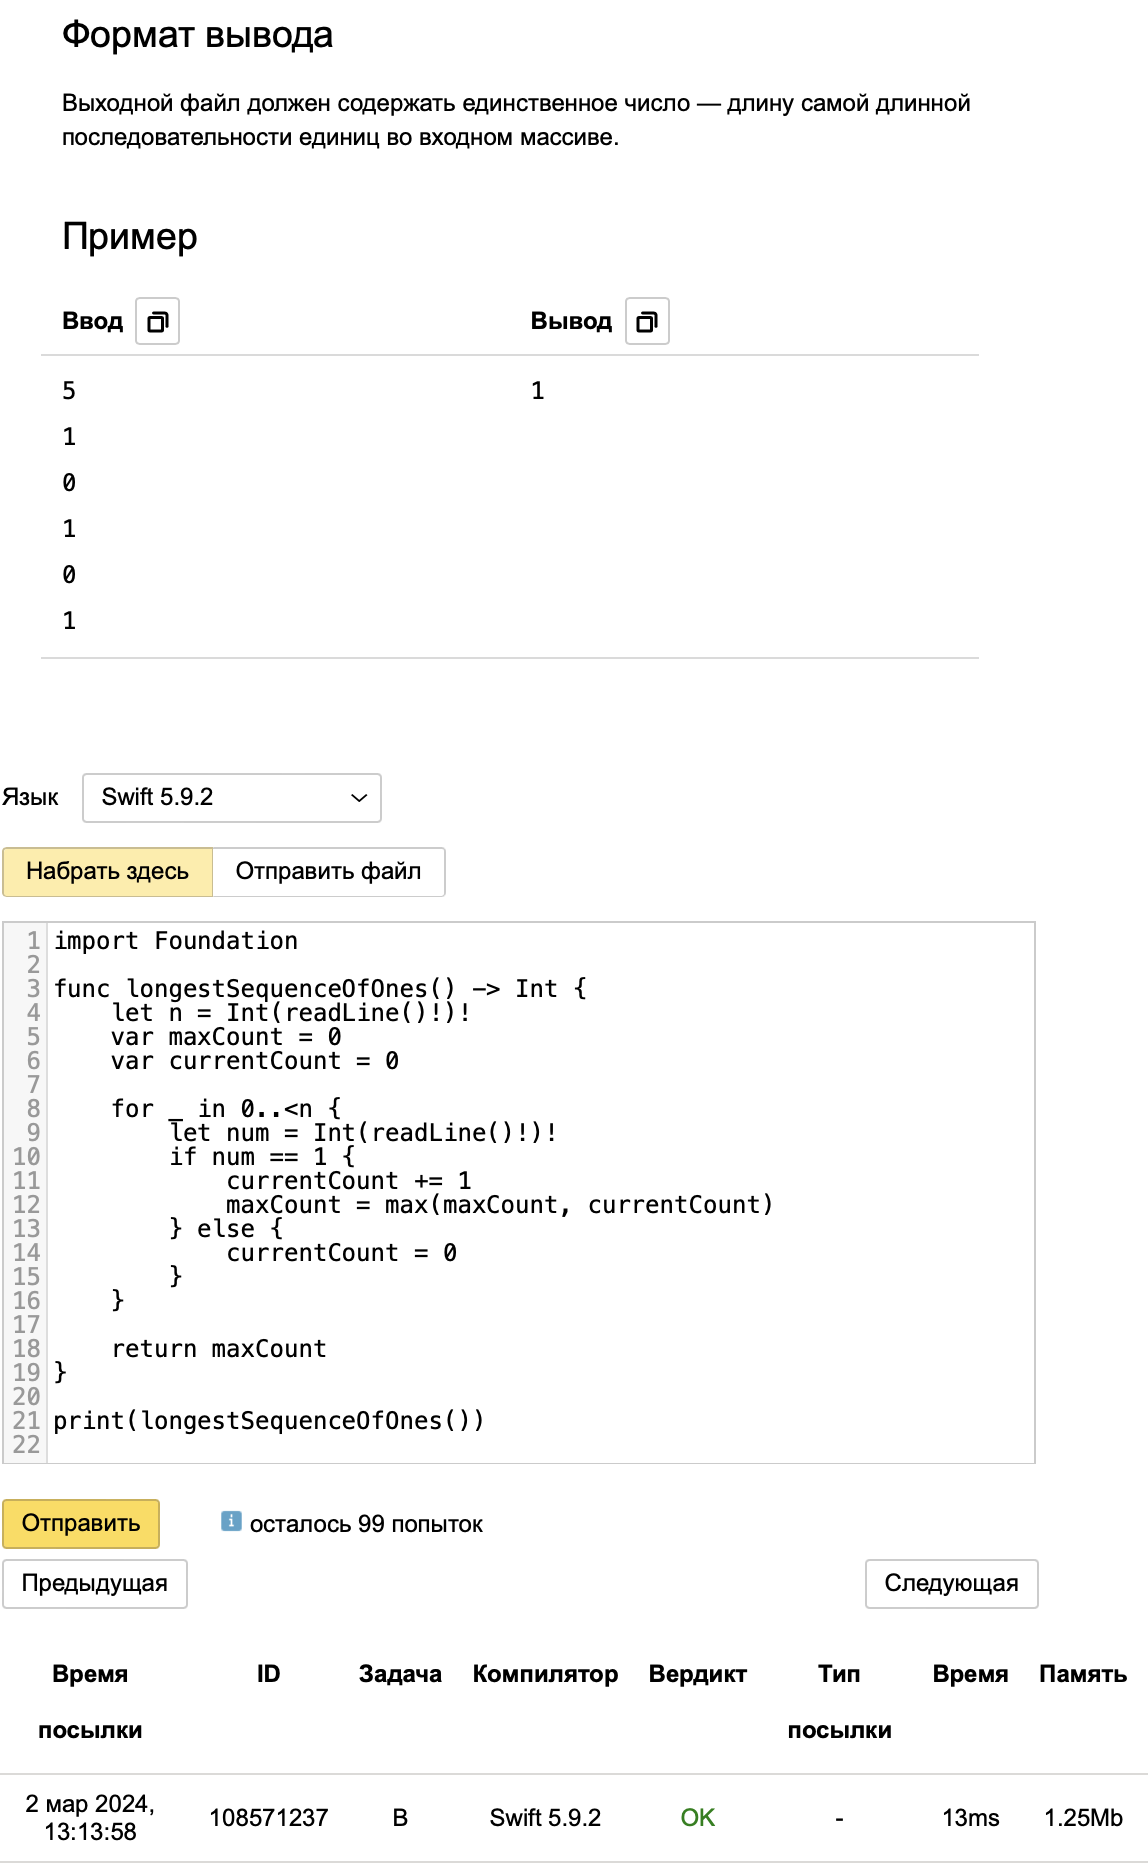 Формат вывода
Выходной файл должен содержать единственное число — длину самой длинной
последовательности единиц во входном массиве.
Пример
Ввод Вывод
5 1
1
0
1
0
1
Язык Swift 5.9.2
Набрать здесь Отправить файл
1 import Foundation
2
3 func longestSequenceOfOnes() -> Int {
4     let n = Int(readLine()!)!
5     var maxCount = 0
6     var currentCount = 0
7
8     for _ in 0..<n {
9         let num = Int(readLine()!)!
10         if num == 1 {
11             currentCount += 1
12             maxCount = max(maxCount, currentCount)
13         } else {
14             currentCount = 0
15         }
16     }
17
18     return maxCount
19 }
20
21 print(longestSequenceOfOnes())
22
Отправить i осталось 99 попыток
Предыдущая Следующая
Время ID Задача Компилятор Вердикт Тип Время Память
посылки посылки
2 мар 2024,
13:13:58
108571237 B Swift 5.9.2 OK - 13ms 1.25Mb